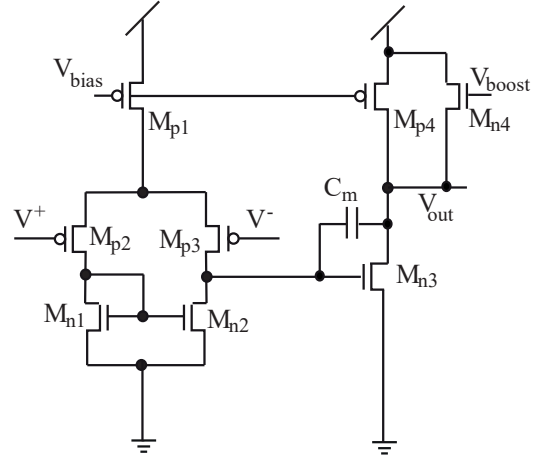 V_bias
M_p1
M_p4
V_boost
M_n4
C_m
V_out
V^+
M_p2
M_p3
V^-
M_n1
M_n2
M_n3